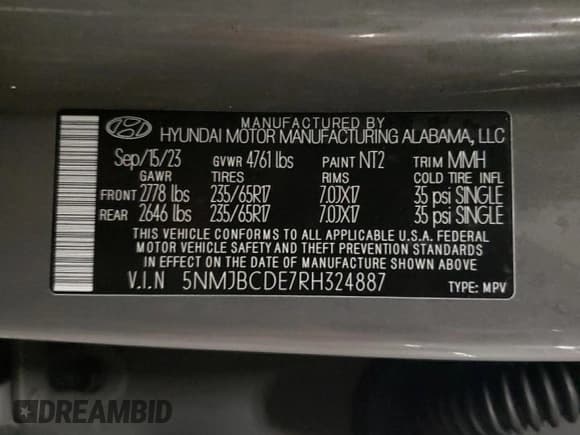 MANUFACTURED BY
HYUNDAI MOTOR MANUFACTURING ALABAMA, LLC
Sep/15/23 GVWR 4761 lbs PAINT NT2 TRIM MMH
GAWR TIRES RIMS COLD TIRE INFL
FRONT 2778 lbs 235/65R17 7.0JX17 35 psi SINGLE
REAR 2646 lbs 235/65R17 7.0JX17 35 psi SINGLE
THIS VEHICLE CONFORMS TO ALL APPLICABLE U.S.A. FEDERAL
MOTOR VEHICLE SAFETY AND THEFT PREVENTION STANDARDS
IN EFFECT ON THE DATE OF MANUFACTURE SHOWN ABOVE.
V.I.N 5NMJBCDE7RH324887 TYPE: MPV
DREAMBID